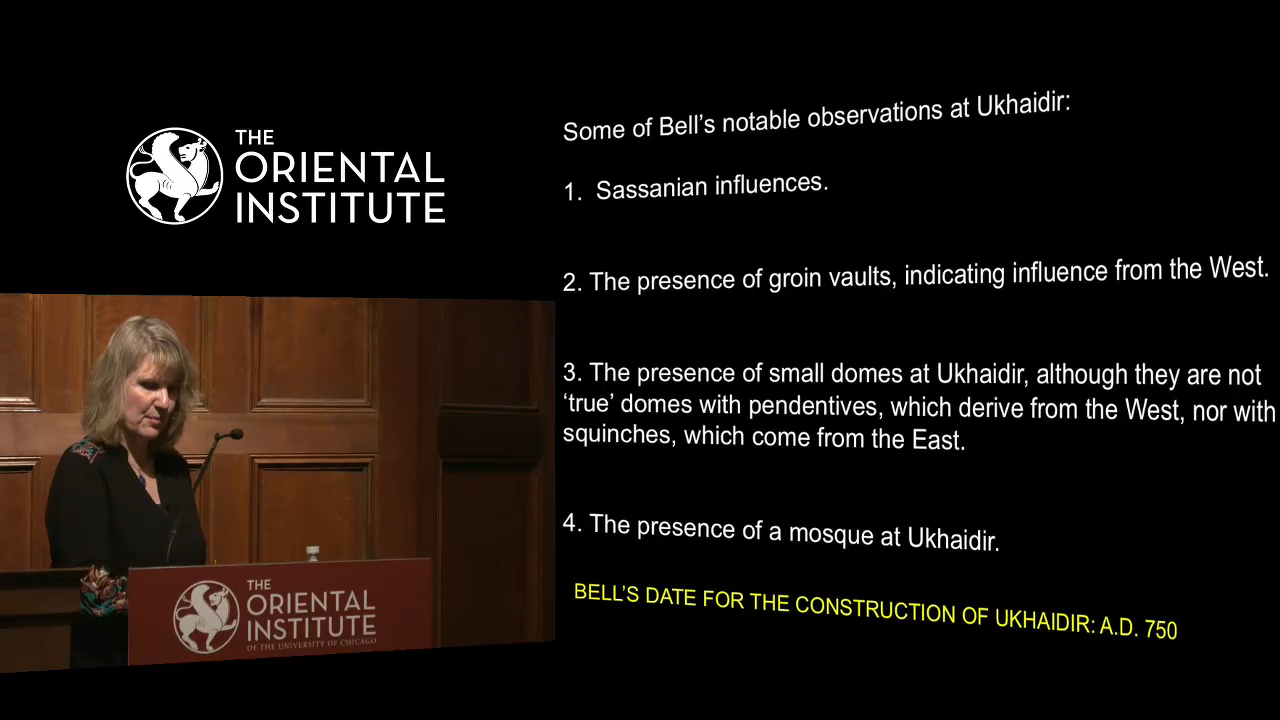 THE
ORIENTAL
INSTITUTE
Some of Bell's notable observations at Ukhaidir:
1. Sassanian influences.
2. The presence of groin vaults, indicating influence from the West.
3. The presence of small domes at Ukhaidir, although they are not
‘true’ domes with pendentives, which derive from the West, nor with
squinches, which come from the East.
4. The presence of a mosque at Ukhaidir.
BELL'S DATE FOR THE CONSTRUCTION OF UKHAIDIR: A.D. 750
THE
ORIENTAL
INSTITUTE
OF THE UNIVERSITY OF CHICAGO